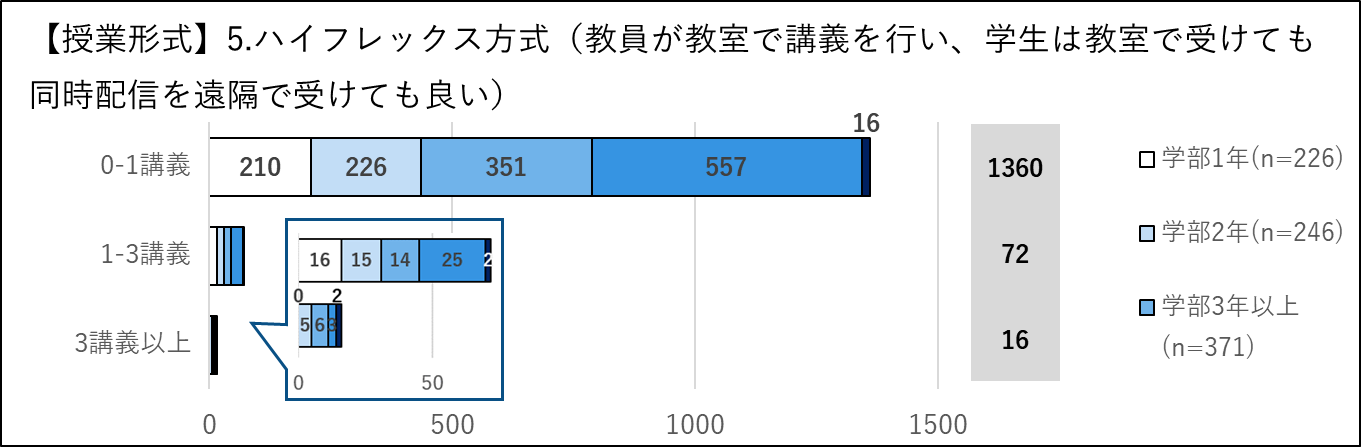 【授業形式】5.ハイフレックス方式（教員が教室で講義を行い、学生は教室で受けても
同時配信を遠隔で受けても良い）
16
0-1講義 210 226 351 557 1360
学部1年(n=226)
1-3講義 72
16 15 14 25 2
学部2年(n=246)
0 2
5 6 3
3講義以上 16
学部3年以上
(n=371)
0 50
0 500 1000 1500